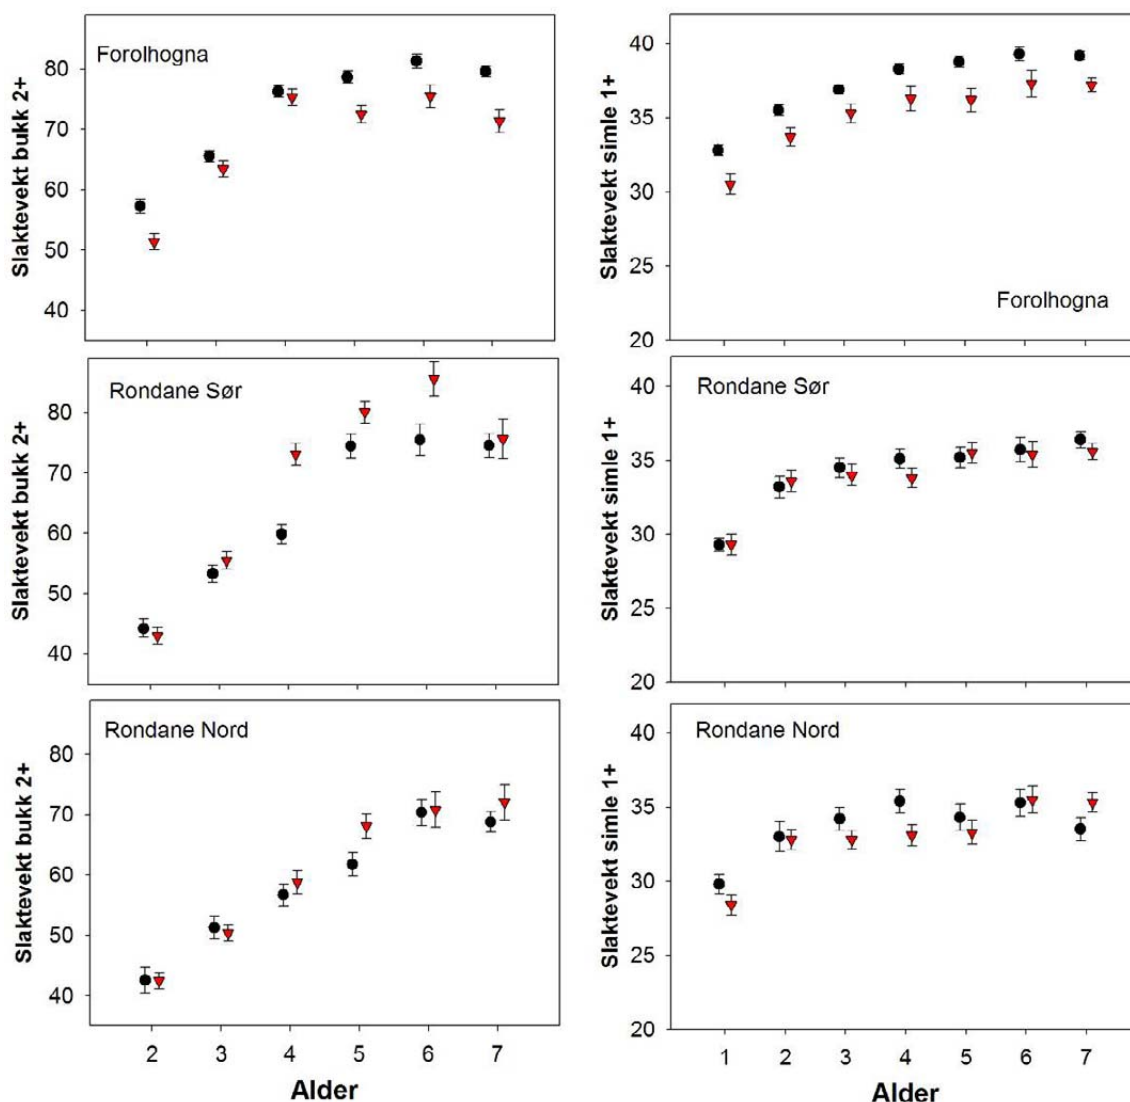 Slaktevekt bukk 2+
Forolhogna
80
70
60
50
40
Slaktevekt simle 1+
Forolhogna
40
35
30
25
20
Slaktevekt bukk 2+
Rondane Sør
80
70
60
50
40
Slaktevekt simle 1+
Rondane Sør
40
35
30
25
20
Slaktevekt bukk 2+
Rondane Nord
80
70
60
50
40
2 3 4 5 6 7
Alder
Slaktevekt simle 1+
Rondane Nord
40
35
30
25
20
1 2 3 4 5 6 7
Alder